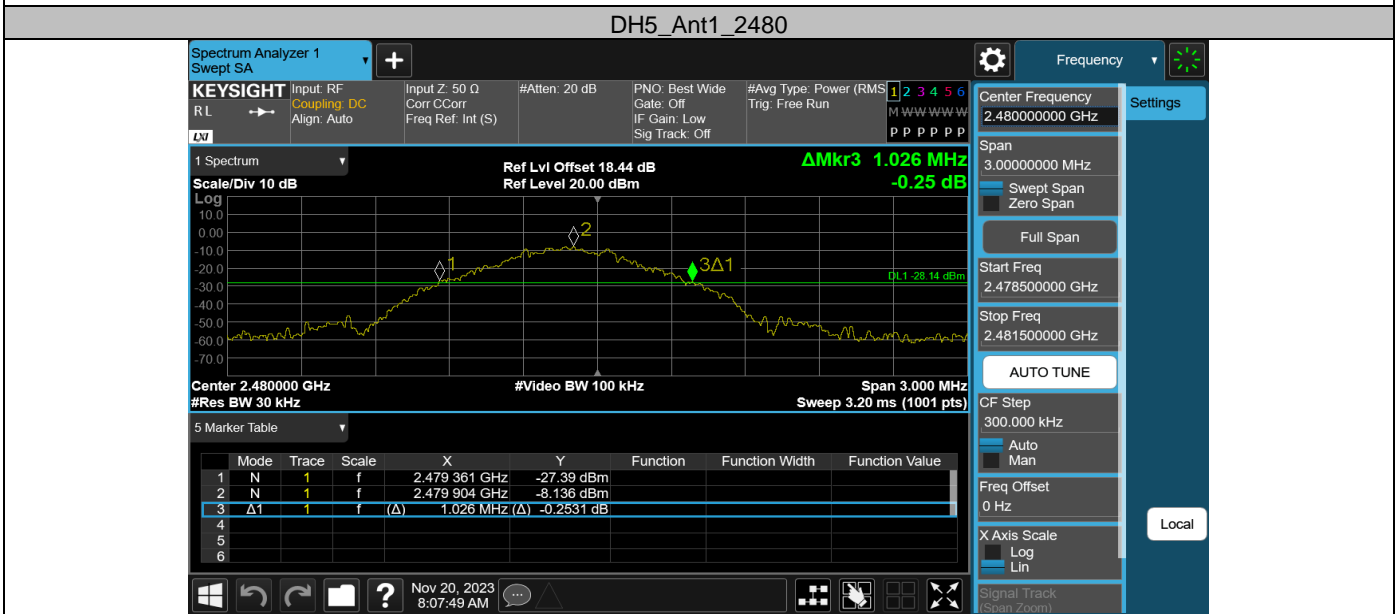 DH5_Ant1_2480
Spectrum Analyzer 1
Swept SA
Frequency
KEYSIGHT
RL
LXI
Input: RF
Coupling: DC
Align: Auto
Input Z: 50 Ω
Corr CCorr
Freq Ref: Int (S)
#Atten: 20 dB
PNO: Best Wide
Gate: Off
IF Gain: Low
Sig Track: Off
#Avg Type: Power (RMS
Trig: Free Run
1 2 3 4 5 6
M W W W W W
P P P P P P
1 Spectrum
Scale/Div 10 dB
Ref Lvl Offset 18.44 dB
Ref Level 20.00 dBm
ΔMkr3 1.026 MHz
-0.25 dB
Log
10.0
0.00
-10.0
-20.0
-30.0
-40.0
-50.0
-60.0
-70.0
1
2
3Δ1
DL1 -28.14 dBm
Center 2.480000 GHz
#Video BW 100 kHz
Span 3.000 MHz
#Res BW 30 kHz
Sweep 3.20 ms (1001 pts)
5 Marker Table
Mode Trace Scale X Y Function Function Width Function Value
1 N 1 f 2.479 361 GHz -27.39 dBm
2 N 1 f 2.479 904 GHz -8.136 dBm
3 Δ1 1 f (Δ) 1.026 MHz (Δ) -0.2531 dB
4
5
6
Nov 20, 2023
8:07:49 AM
Center Frequency
2.480000000 GHz
Settings
Span
3.00000000 MHz
Swept Span
Zero Span
Full Span
Start Freq
2.478500000 GHz
Stop Freq
2.481500000 GHz
AUTO TUNE
CF Step
300.000 kHz
Auto
Man
Freq Offset
0 Hz
X Axis Scale
Log
Lin
Local
Signal Track
(Span Zoom)